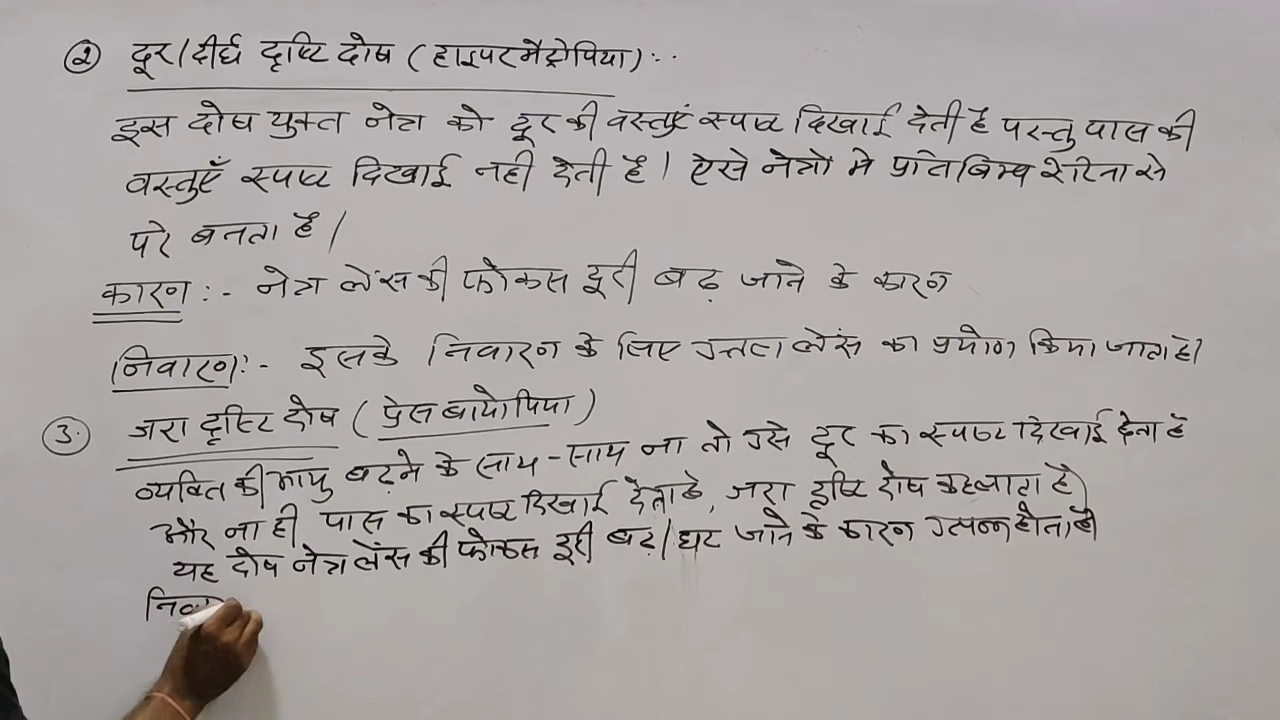 ② दूर/दीर्घ दृष्टि दोष (हाइपरमैट्रोपिया):-
इस दोष युक्त नेत्र को दूर की वस्तुएं स्पष्ट दिखाई देती है परन्तु पास की
वस्तुएँ स्पष्ट दिखाई नही देती है। ऐसे नेत्रो मे प्रतिबिम्ब रेटिना से
परे बनता है।
कारण :- नेत्र लेंस की फोकस दूरी बढ़ जाने के कारण
निवारण:- इसके निवारण के लिए उत्तल लेंस का प्रयोग किया जाता है।
③. जरा दृष्टि दोष (प्रेसबायोपिया)
व्यक्ति की आयु बढ़ने के साथ-साथ ना तो उसे दूर का स्पष्ट दिखाई देता है
और ना ही पास का स्पष्ट दिखाई देता है, जरा दृष्टि दोष कहलाता है।
यह दोष नेत्र लेंस की फोकस दूरी बढ़/घट जाने के कारण उत्पन्न होता है।
निव